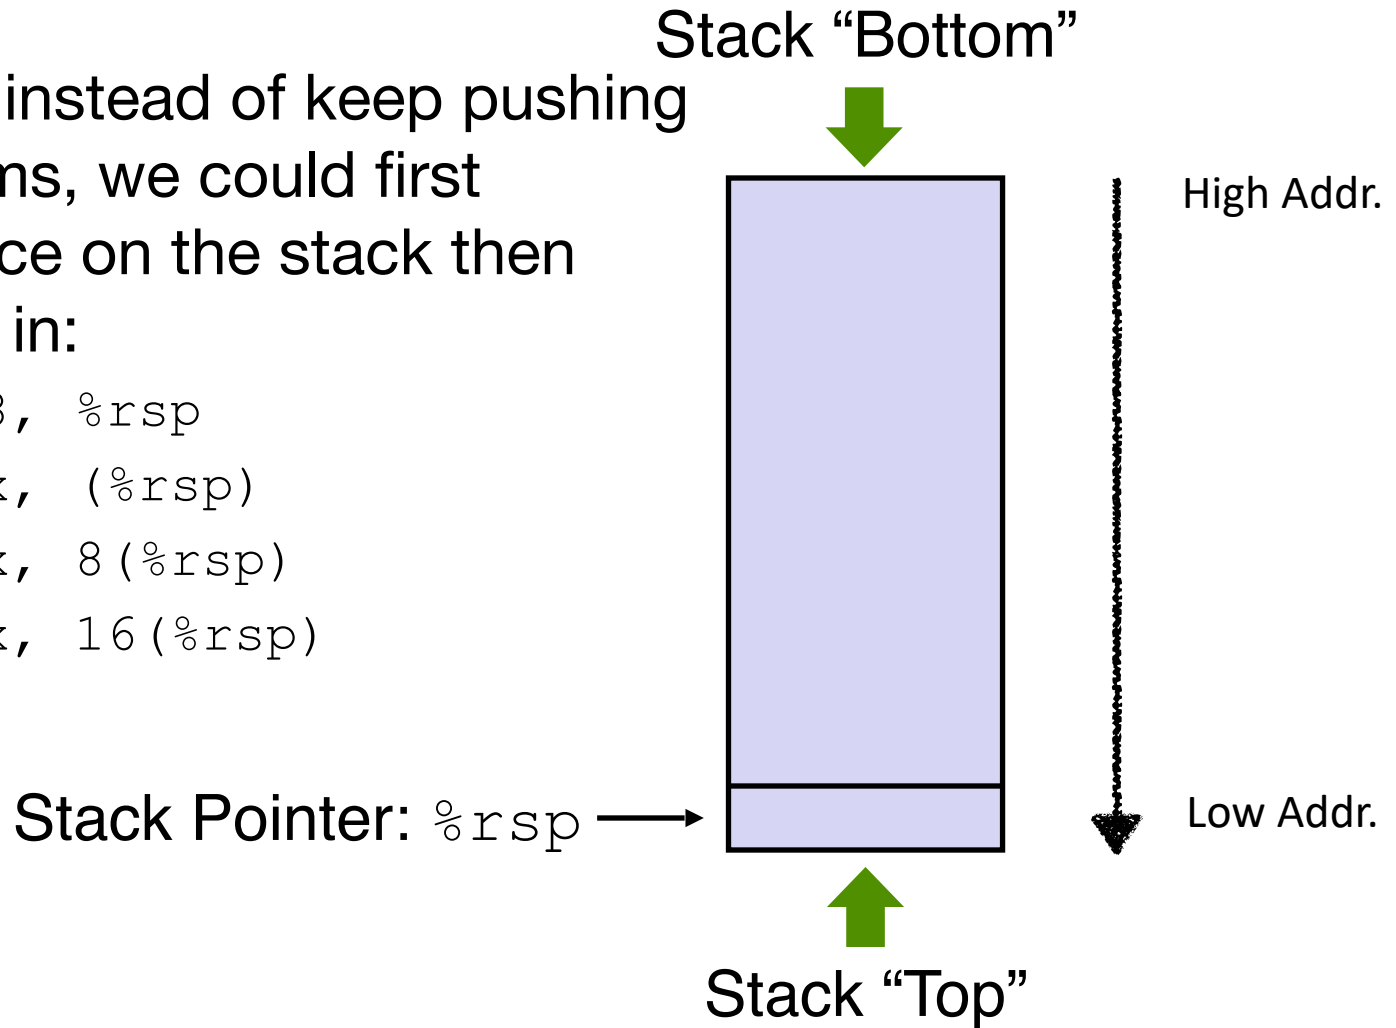 Stack “Bottom”
instead of keep pushing
ms, we could first
ce on the stack then
in:
, %rsp
x, (%rsp)
x, 8(%rsp)
x, 16(%rsp)
High Addr.
Stack Pointer: %rsp
Low Addr.
Stack “Top”